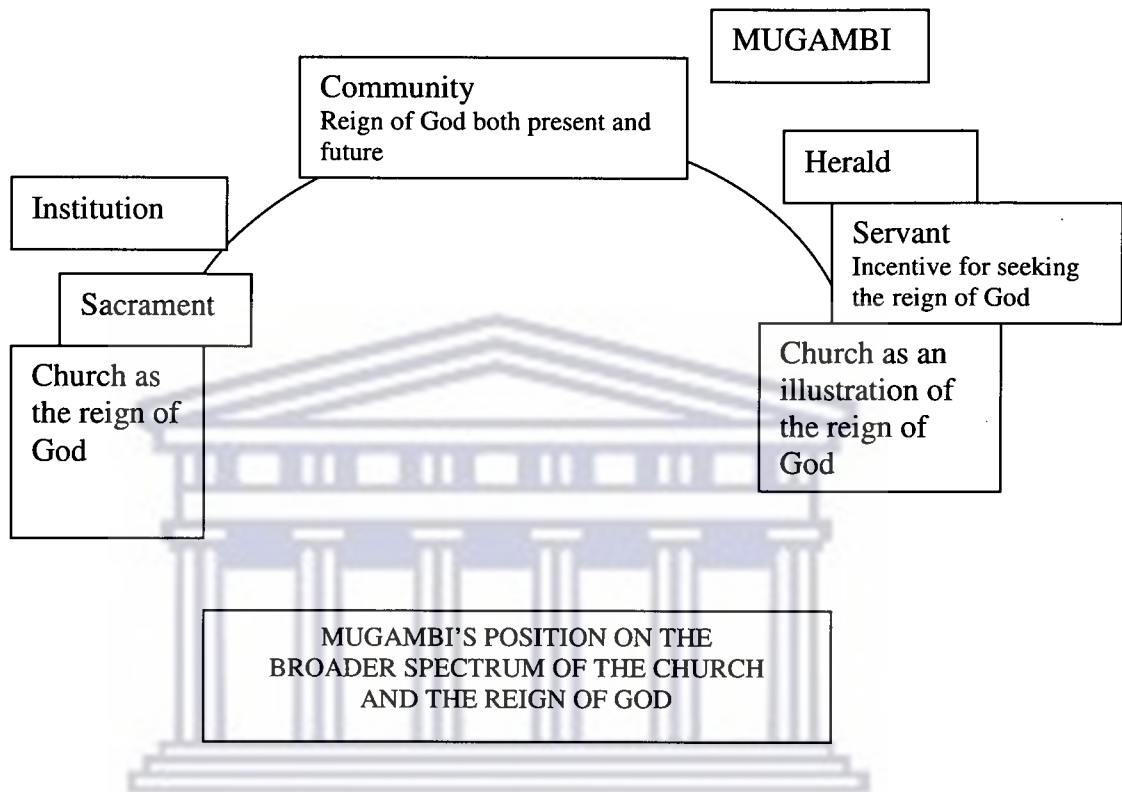 MUGAMBI
Community
Reign of God both present and
future
Herald
Institution
Servant
Incentive for seeking
the reign of God
Sacrament
Church as an
illustration of
the reign of
God
Church as
the reign of
God
MUGAMBI'S POSITION ON THE
BROADER SPECTRUM OF THE CHURCH
AND THE REIGN OF GOD